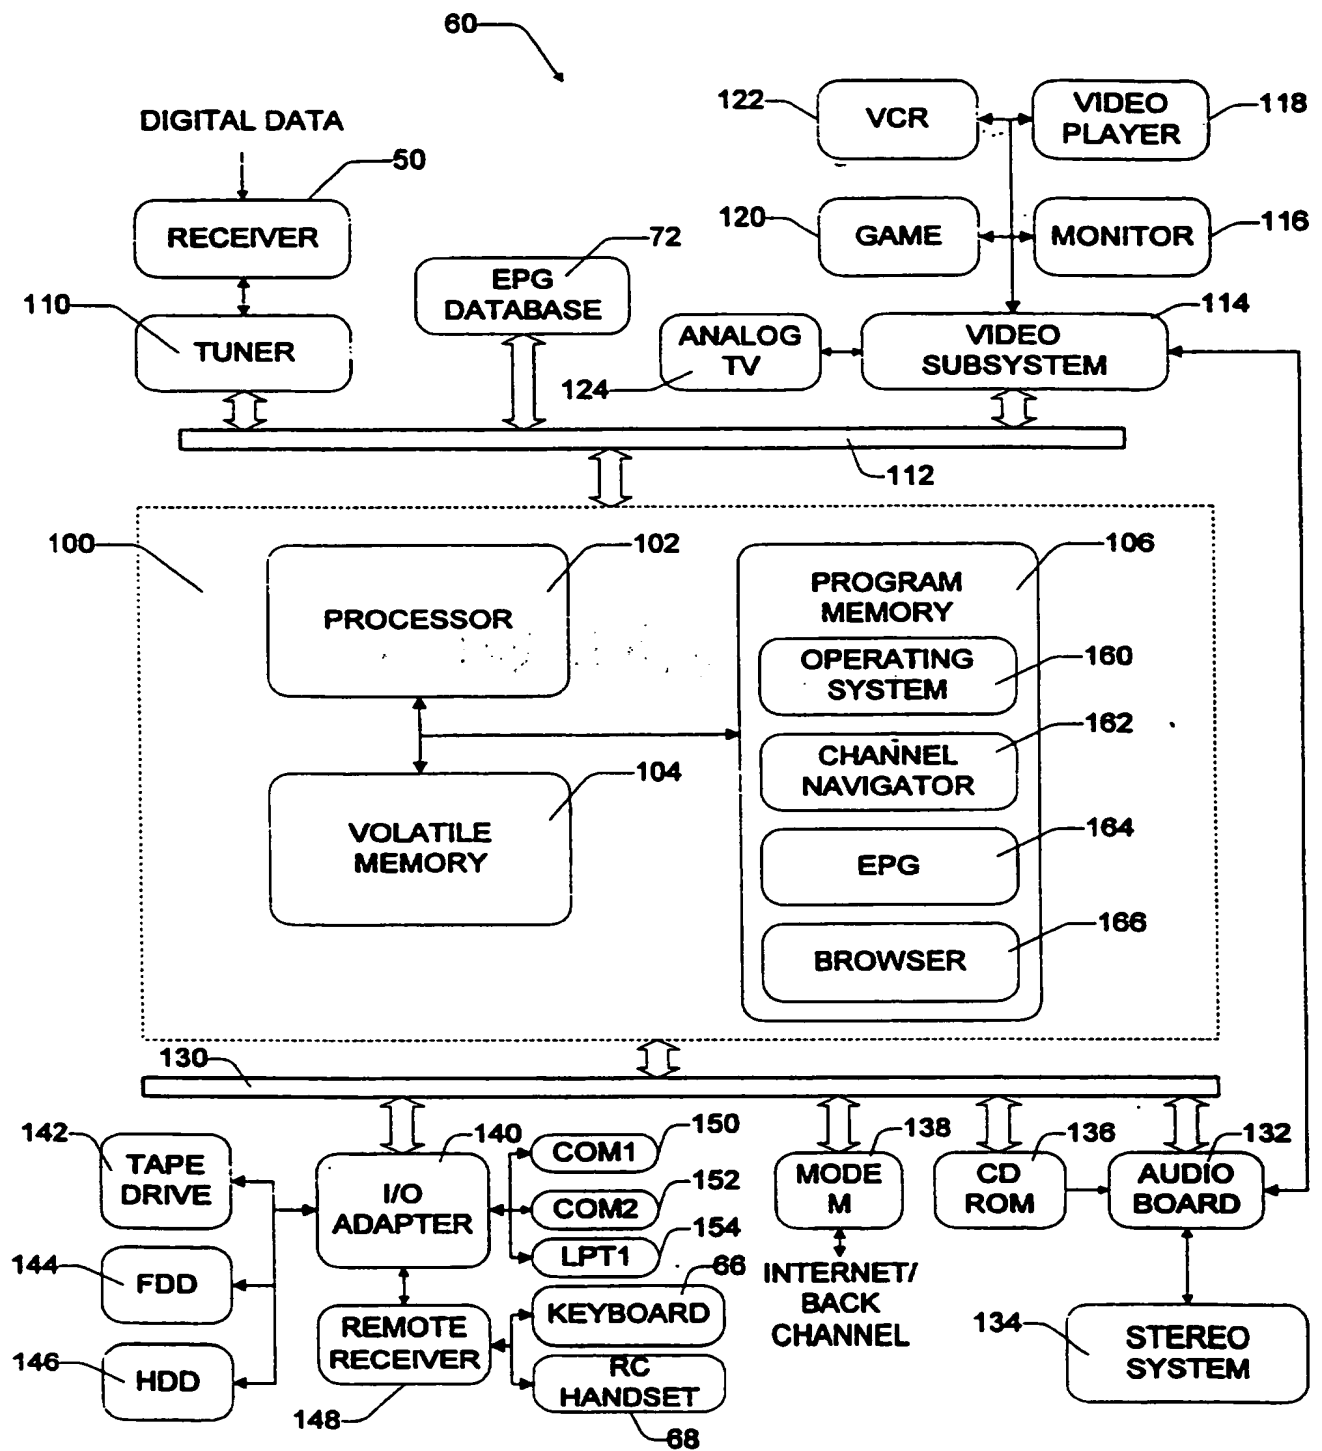 60
DIGITAL DATA
50
RECEIVER
110
TUNER
72
EPG
DATABASE
122
VCR
VIDEO
PLAYER
118
120
GAME
MONITOR
116
114
ANALOG
TV
124
VIDEO
SUBSYSTEM
112
100
102
PROCESSOR
104
VOLATILE
MEMORY
106
PROGRAM
MEMORY
OPERATING
SYSTEM
160
CHANNEL
NAVIGATOR
162
EPG
164
BROWSER
166
130
142
TAPE
DRIVE
144
FDD
146
HDD
140
I/O
ADAPTER
COM1
150
COM2
152
LPT1
154
REMOTE
RECEIVER
148
66
KEYBOARD
RC
HANDSET
68
138
MODE
M
INTERNET/
BACK
CHANNEL
136
CD
ROM
132
AUDIO
BOARD
134
STEREO
SYSTEM